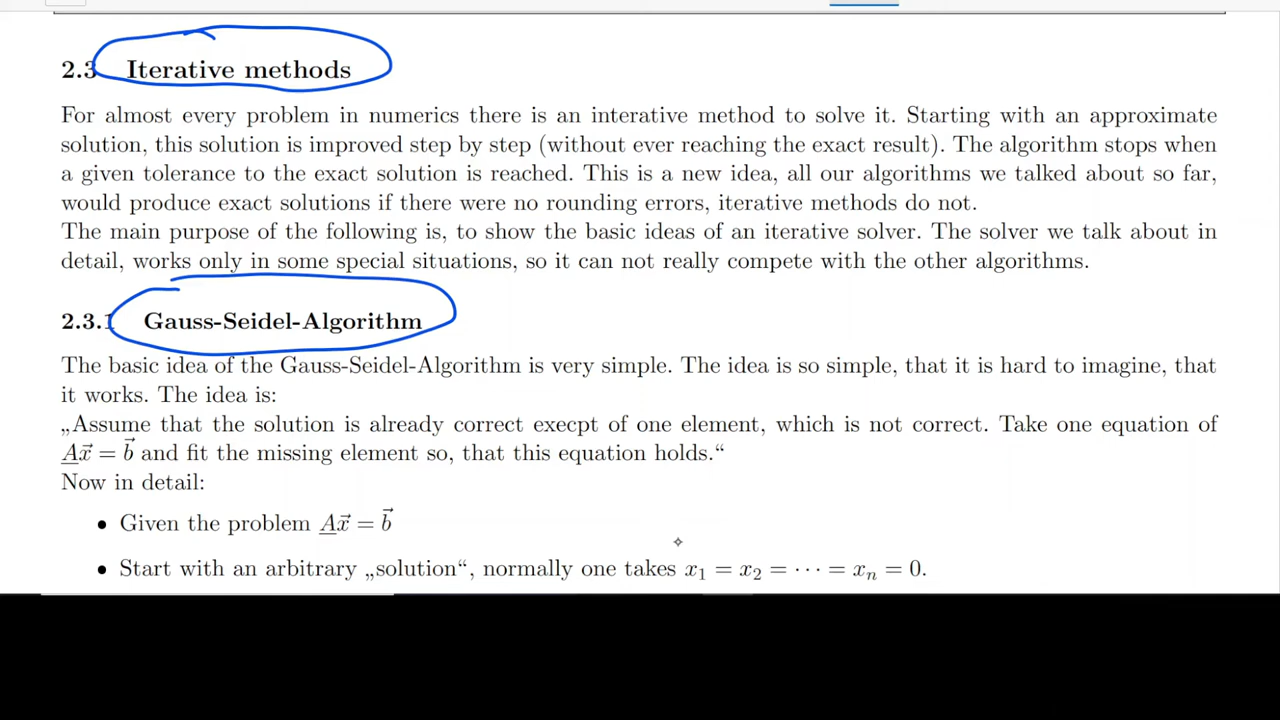 2.3 Iterative methods
For almost every problem in numerics there is an interative method to solve it. Starting with an approximate
solution, this solution is improved step by step (without ever reaching the exact result). The algorithm stops when
a given tolerance to the exact solution is reached. This is a new idea, all our algorithms we talked about so far,
would produce exact solutions if there were no rounding errors, iterative methods do not.
The main purpose of the following is, to show the basic ideas of an iterative solver. The solver we talk about in
detail, works only in some special situations, so it can not really compete with the other algorithms.
2.3.1 Gauss-Seidel-Algorithm
The basic idea of the Gauss-Seidel-Algorithm is very simple. The idea is so simple, that it is hard to imagine, that
it works. The idea is:
„Assume that the solution is already correct execpt of one element, which is not correct. Take one equation of
A̲x⃗ = b⃗ and fit the missing element so, that this equation holds.“
Now in detail:
• Given the problem A̲x⃗ = b⃗
• Start with an arbitrary „solution“, normally one takes x₁ = x₂ = ⋯ = xₙ = 0.